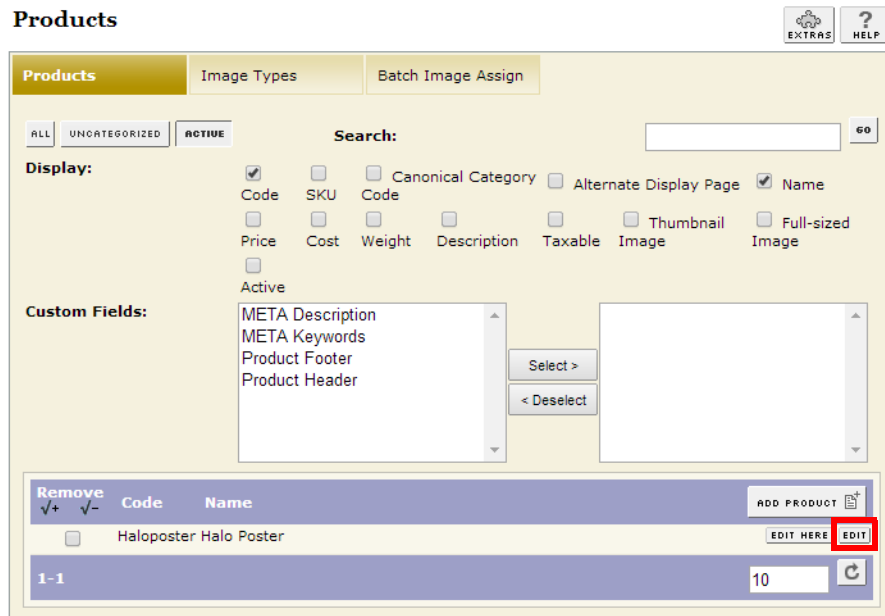 Products
EXTRAS
HELP
Products
Image Types
Batch Image Assign
ALL
UNCATEGORIZED
ACTIVE
Search:
GO
Display:
Code
SKU
Canonical Category Code
Alternate Display Page
Name
Price
Cost
Weight
Description
Taxable
Thumbnail Image
Full-sized Image
Active
Custom Fields:
META Description
META Keywords
Product Footer
Product Header
Select >
< Deselect
Remove
√+ √-
Code
Name
ADD PRODUCT
Haloposter Halo Poster
EDIT HERE
EDIT
1-1
10